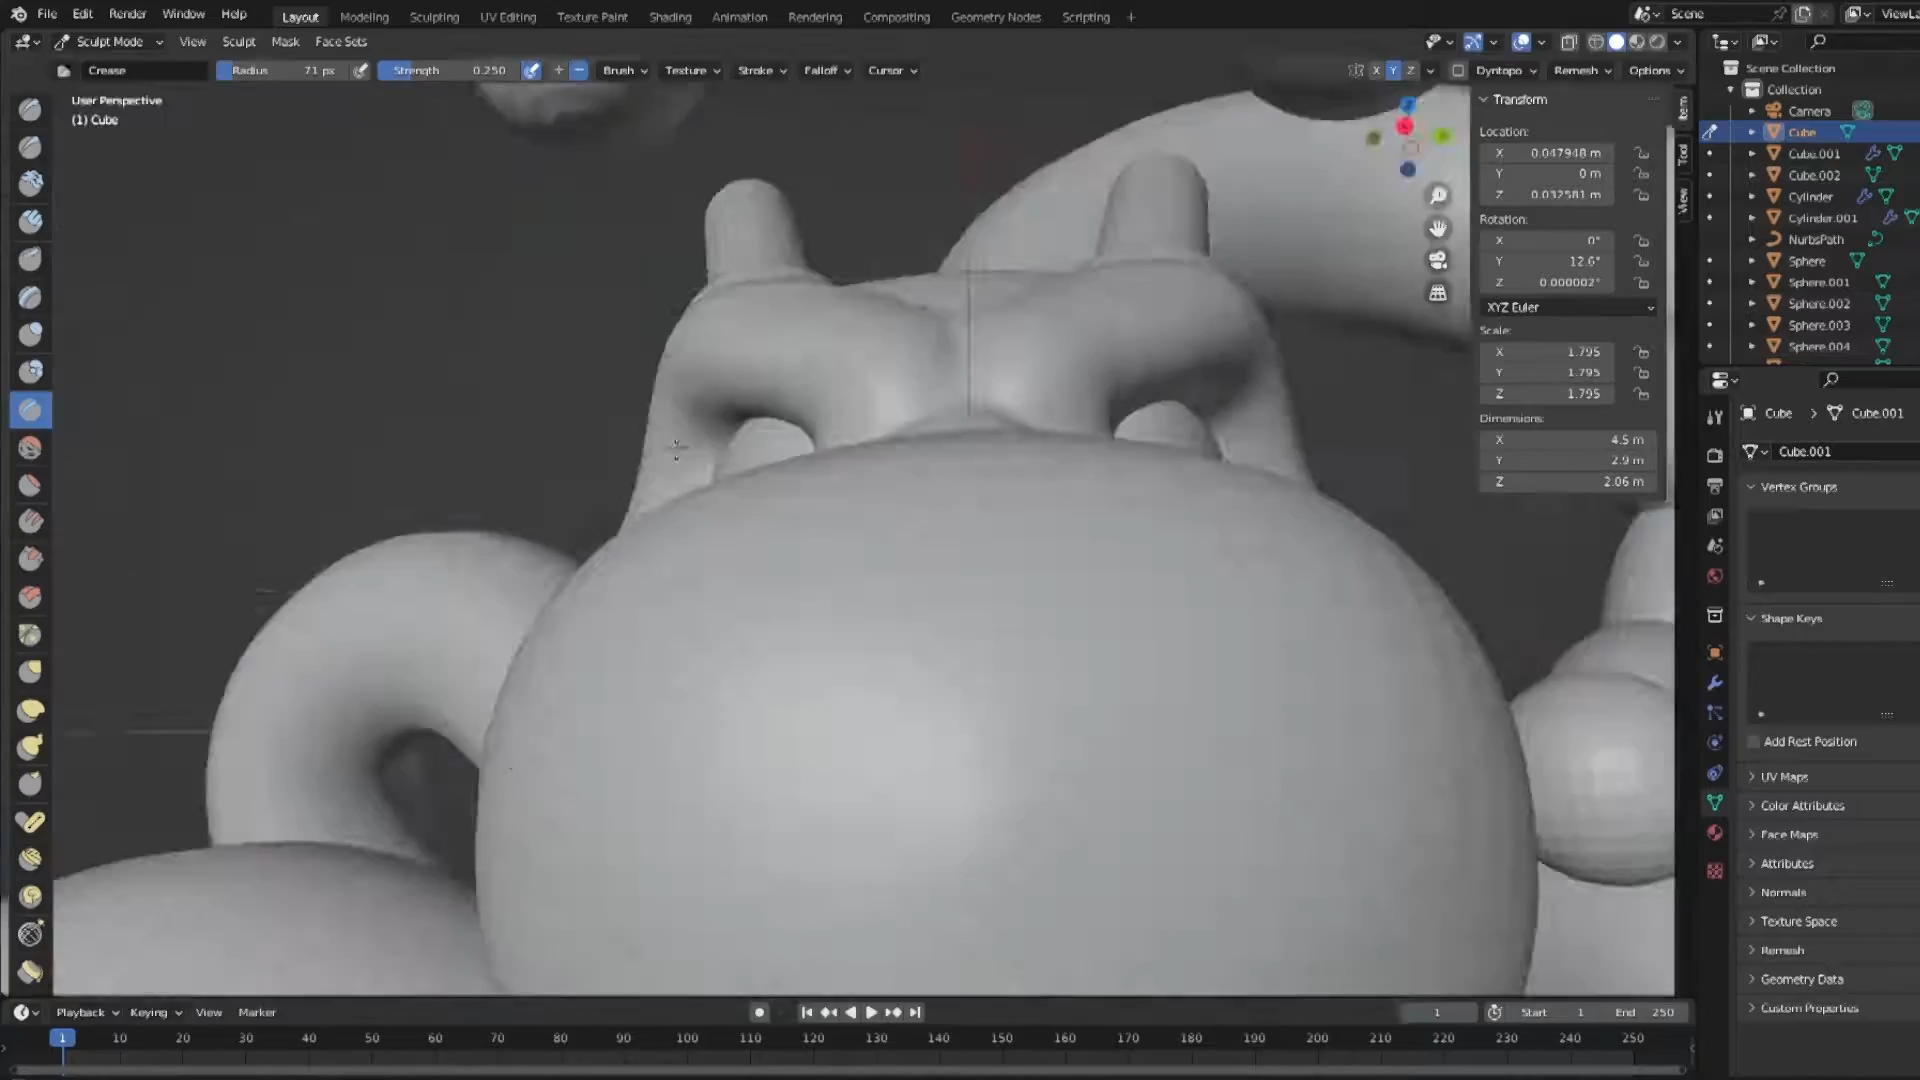 File Edit Render Window Help Layout Modeling Sculpting UV Editing Texture Paint Shading Animation Rendering Compositing Geometry Nodes Scripting + Scene ViewLa
Sculpt Mode View Sculpt Mask Face Sets
Crease Radius 71 px Strength 0.250 Brush Texture Stroke Falloff Cursor X Y Z Dyntopo Remesh Options
User Perspective
(1) Cube
Transform
Location:
X 0.047948 m
Y 0 m
Z 0.032581 m
Rotation:
X 0°
Y 12.6°
Z 0.000002°
XYZ Euler
Scale:
X 1.795
Y 1.795
Z 1.795
Dimensions:
X 4.5 m
Y 2.9 m
Z 2.06 m
Item
Tool
View
Scene Collection
Collection
Camera
Cube
Cube.001
Cube.002
Cylinder
Cylinder.001
NurbsPath
Sphere
Sphere.001
Sphere.002
Sphere.003
Sphere.004
Cube > Cube.001
Cube.001
Vertex Groups
Shape Keys
Add Rest Position
UV Maps
Color Attributes
Face Maps
Attributes
Normals
Texture Space
Remesh
Geometry Data
Custom Properties
Playback Keying View Marker 1 Start 1 End 250
1 10 20 30 40 50 60 70 80 90 100 110 120 130 140 150 160 170 180 190 200 210 220 230 240 250